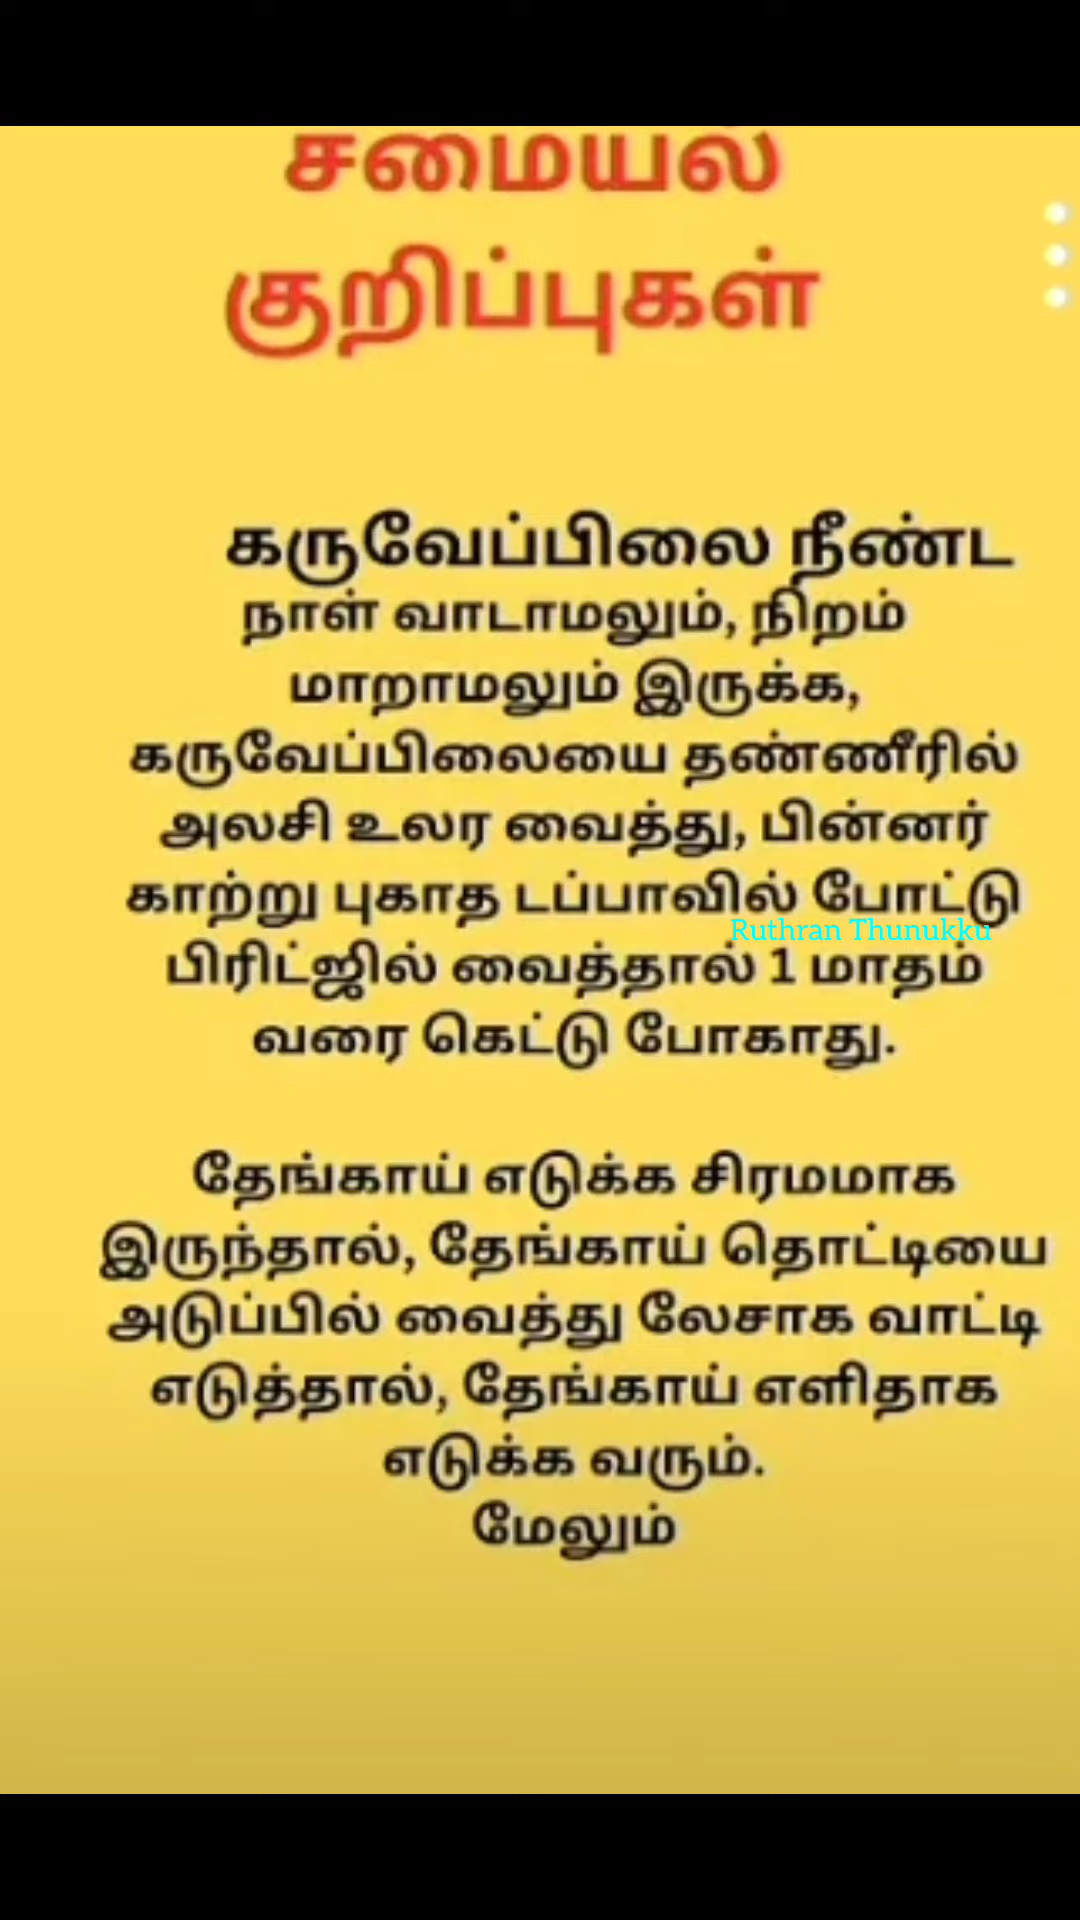 சமையல்
குறிப்புகள்
கருவேப்பிலை நீண்ட
நாள் வாடாமலும், நிறம்
மாறாமலும் இருக்க,
கருவேப்பிலையை தண்ணீரில்
அலசி உலர வைத்து, பின்னர்
காற்று புகாத டப்பாவில் போட்டு
Ruthran Thunukku
பிரிட்ஜில் வைத்தால் 1 மாதம்
வரை கெட்டு போகாது.
தேங்காய் எடுக்க சிரமமாக
இருந்தால், தேங்காய் தொட்டியை
அடுப்பில் வைத்து லேசாக வாட்டி
எடுத்தால், தேங்காய் எளிதாக
எடுக்க வரும்.
மேலும்